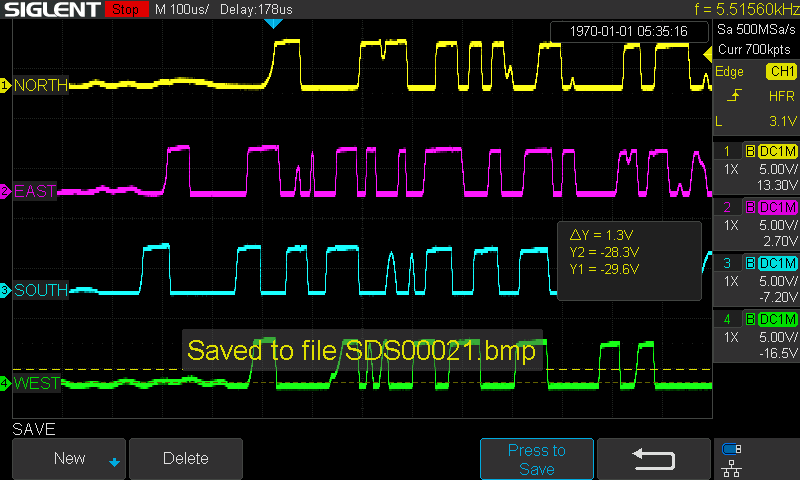 SIGLENT Stop M 100us/ Delay:178us f = 5.51560kHz
1970-01-01 05:35:16
Sa 500MSa/s
Curr 700kpts
Edge CH1
HFR
L 3.1V
1 NORTH
2 EAST
3 SOUTH
4 WEST
1 B DC1M
1X 5.00V/
13.30V
2 B DC1M
1X 5.00V/
2.70V
3 B DC1M
1X 5.00V/
-7.20V
4 B DC1M
1X 5.00V/
-16.5V
ΔY = 1.3V
Y2 = -28.3V
Y1 = -29.6V
Saved to file SDS00021.bmp
SAVE
New
Delete
Press to
Save